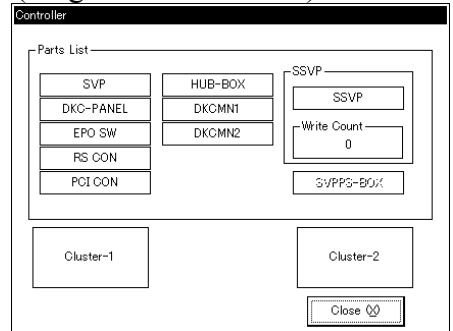 Controller
Parts List
SVP
HUB-BOX
SSVP
SSVP
DKC-PANEL
DKCMN1
EPO SW
DKCMN2
Write Count
0
RS CON
PCI CON
SVPPS-BOX
Cluster-1
Cluster-2
Close (X)